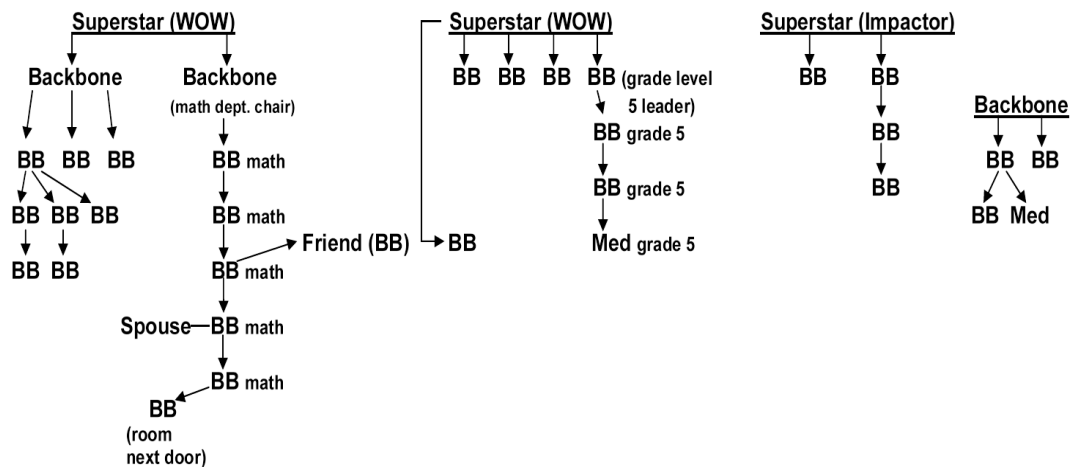 Superstar (WOW)
Backbone
Backbone
(math dept. chair)
BB BB BB
BB math
BB BB BB
BB math
BB BB
BB math
Friend (BB)
Spouse
BB math
BB math
BB
(room
next door)
Superstar (WOW)
BB BB BB BB (grade level
5 leader)
BB grade 5
BB grade 5
BB
Med grade 5
Superstar (Impactor)
BB BB
BB
BB
Backbone
BB BB
BB Med